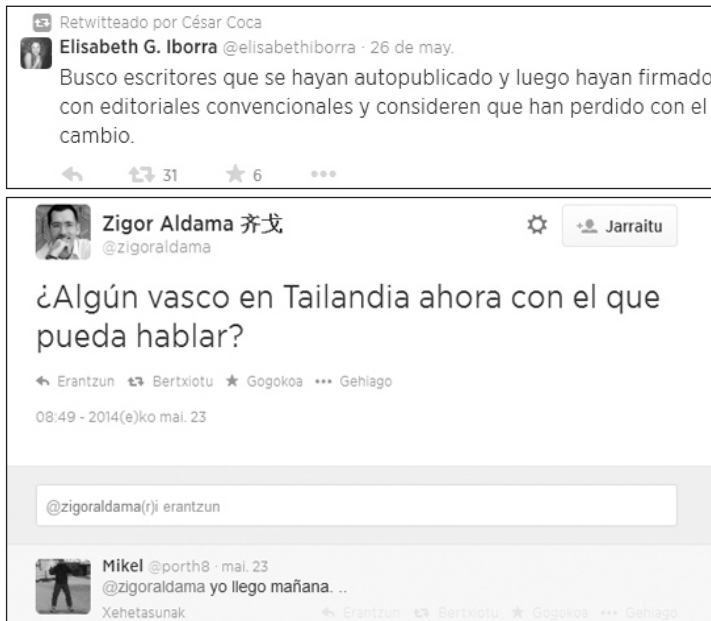 Retwitteado por César Coca
Elisabeth G. Iborra @elisabethiborra · 26 de may.
Busco escritores que se hayan autopublicado y luego hayan firmado
con editoriales convencionales y consideren que han perdido con el
cambio.
31 6
Zigor Aldama 齐戈
@zigoraldama
Jarraitu
¿Algún vasco en Tailandia ahora con el que
pueda hablar?
Erantzun Bertxiotu Gogokoa Gehiago
08:49 - 2014(e)ko mai. 23
@zigoraldama(r)i erantzun
Mikel @porth8 · mai. 23
@zigoraldama yo llego mañana. ..
Xehetasunak Erantzun Bertxiotu Gogokoa Gehiago